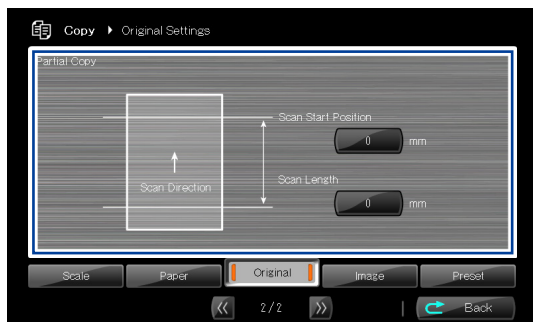 Copy Original Settings
Partial Copy
Scan Start Position
0 mm
Scan Direction
Scan Length
0 mm
Scale Paper Original Image Preset
2/2 Back